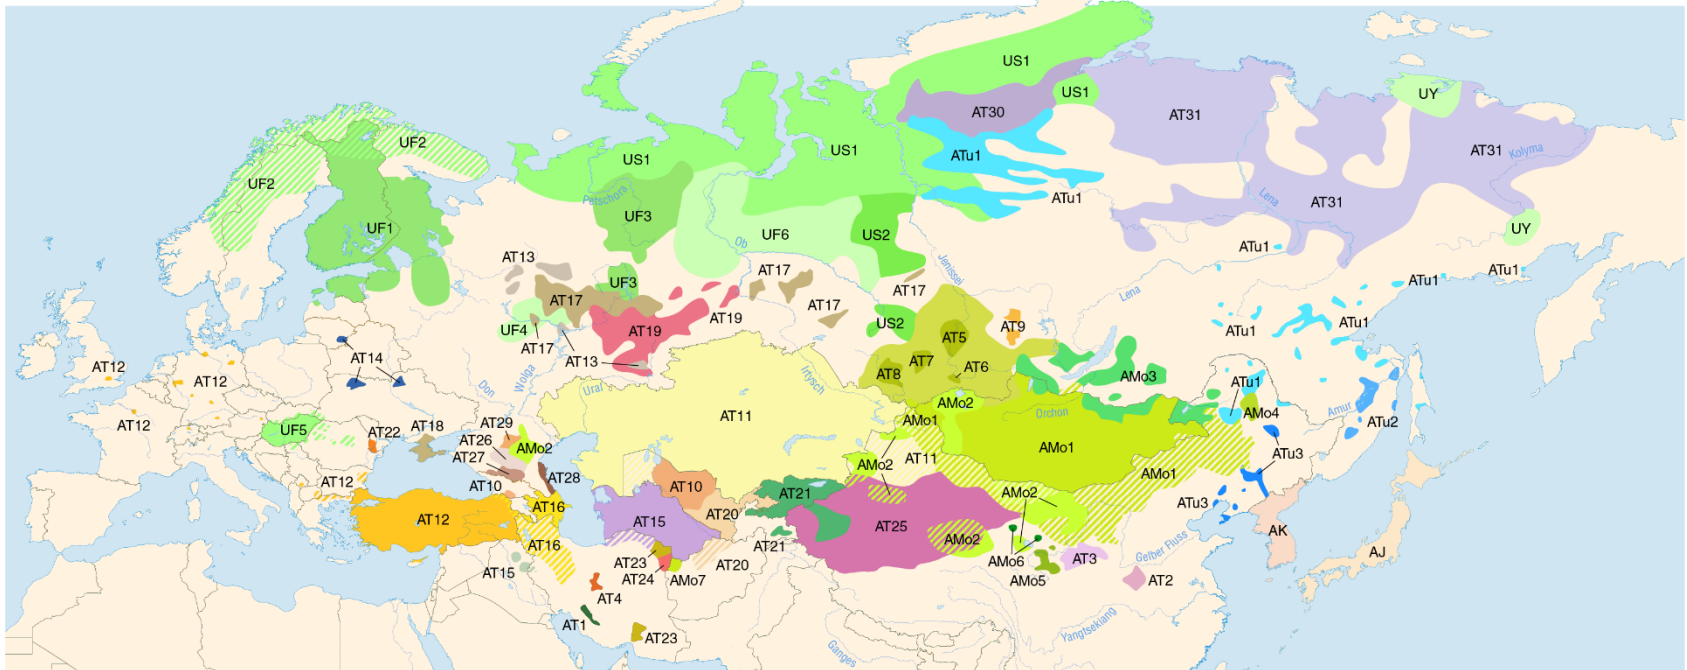 US1
US1
UY
AT30
AT31
UF2
ATu1
AT31
Kolyma
US1
US1
UF2
Petschora
ATu1
Lena
AT31
UF3
UF1
UF6
US2
UY
Ob
ATu1
AT13
Jenissei
AT17
ATu1
ATu1
UF3
AT17
Lena
AT17
AT19
AT17
US2
AT9
ATu1
ATu1
UF4
AT19
AT17
AT5
AT14
AT13
AT7
AT6
AT12
AT12
AT8
AMo3
Don
Wolga
Ural
Irtysch
ATu1
AMo2
Orchon
AMo4
Amur
AT11
AMo1
ATu2
AT12
AT29
AT18
UF5
AT22
AT26
AMo2
AMo1
ATu3
AT27
AT11
AMo2
AMo1
AT28
AT12
AT10
AT10
AT21
AMo2
ATu3
AT16
AT20
AT12
AT15
AT25
AK
AT16
AT21
AMo2
Gelber Fluss
AJ
AT23
AT20
AMo6
AT3
AT15
AT24
AMo7
AMo5
AT2
AT4
AT1
AT23
Yangtsekiang
Ganges